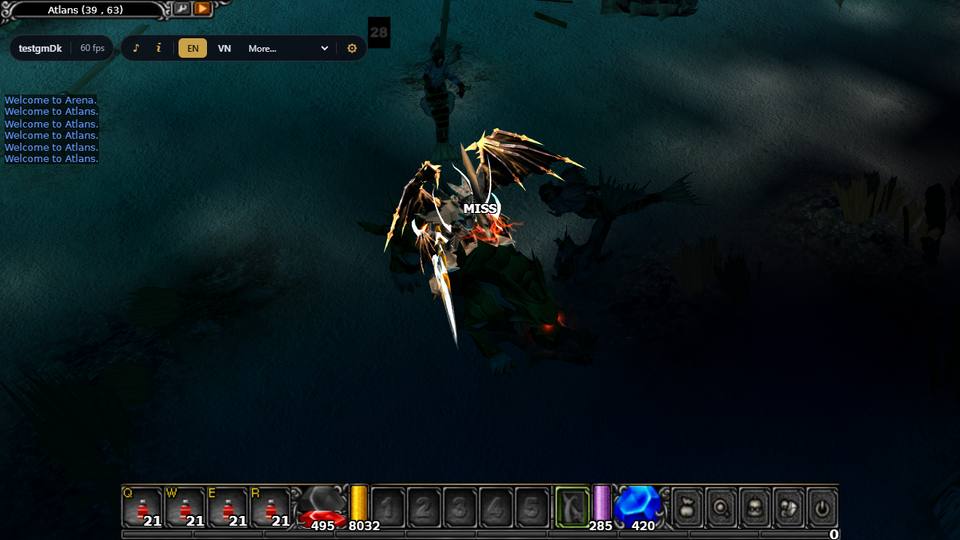 Atlans (39 , 63)
testgmDk 60 fps EN VN More...
28
Welcome to Arena.
Welcome to Atlans.
Welcome to Atlans.
Welcome to Atlans.
Welcome to Atlans.
Welcome to Atlans.
MISS
Q W E R
1 2 3 4 5
21 21 21 21 495 8032 285 420
0